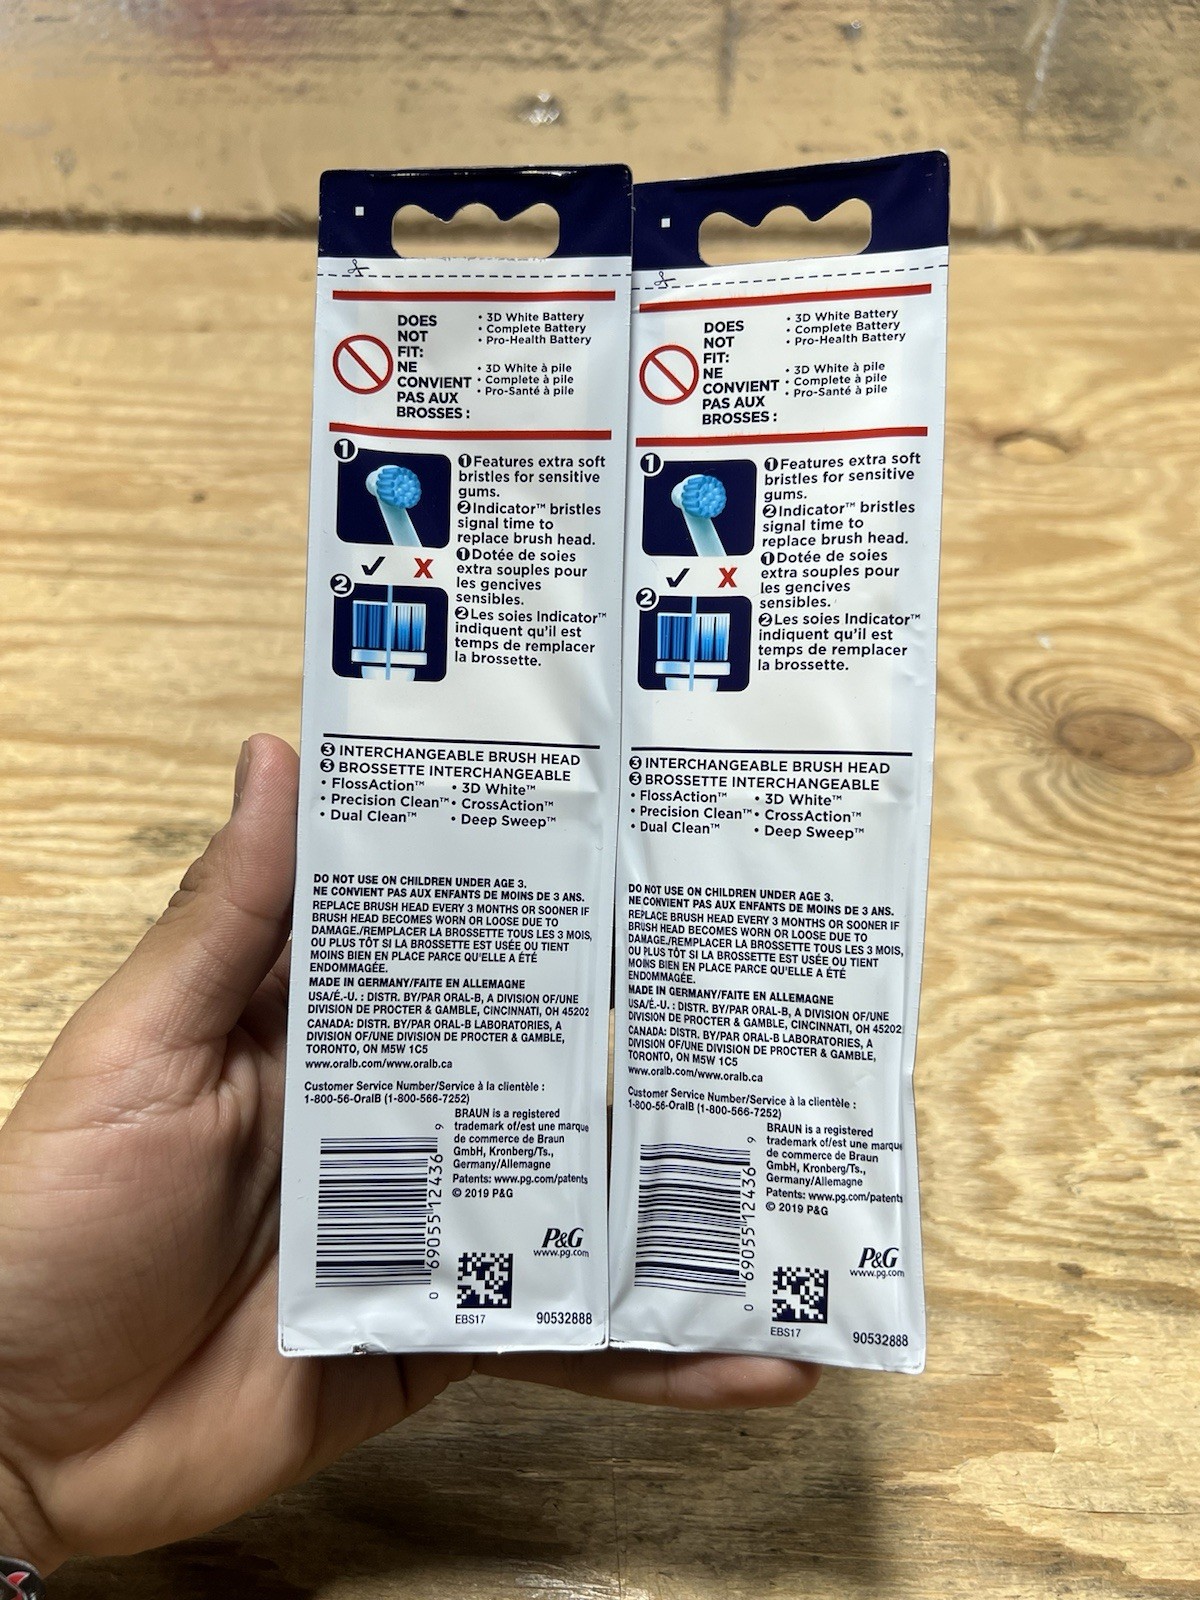 DOES
NOT
FIT:
NE
CONVIENT
PAS AUX
BROSSES :
• 3D White Battery
• Complete Battery
• Pro-Health Battery
• 3D White à pile
• Complete à pile
• Pro-Santé à pile
1
❶Features extra soft
bristles for sensitive
gums.
❷Indicator™ bristles
signal time to
replace brush head.
❶Dotée de soies
extra souples pour
les gencives
sensibles.
❷Les soies Indicator™
indiquent qu'il est
temps de remplacer
la brossette.
✓ X
2
❸ INTERCHANGEABLE BRUSH HEAD
❸ BROSSETTE INTERCHANGEABLE
• FlossAction™ • 3D White™
• Precision Clean™ • CrossAction™
• Dual Clean™ • Deep Sweep™
DO NOT USE ON CHILDREN UNDER AGE 3.
NE CONVIENT PAS AUX ENFANTS DE MOINS DE 3 ANS.
REPLACE BRUSH HEAD EVERY 3 MONTHS OR SOONER IF
BRUSH HEAD BECOMES WORN OR LOOSE DUE TO
DAMAGE./REMPLACER LA BROSSETTE TOUS LES 3 MOIS,
OU PLUS TÔT SI LA BROSSETTE EST USÉE OU TIENT
MOINS BIEN EN PLACE PARCE QU'ELLE A ÉTÉ
ENDOMMAGÉE.
MADE IN GERMANY/FAITE EN ALLEMAGNE
USA/É.-U. : DISTR. BY/PAR ORAL-B, A DIVISION OF/UNE
DIVISION DE PROCTER & GAMBLE, CINCINNATI, OH 45202
CANADA: DISTR. BY/PAR ORAL-B LABORATORIES, A
DIVISION OF/UNE DIVISION DE PROCTER & GAMBLE,
TORONTO, ON M5W 1C5
www.oralb.com/www.oralb.ca
Customer Service Number/Service à la clientèle :
1-800-56-OralB (1-800-566-7252)
BRAUN is a registered
trademark of/est une marque
de commerce de Braun
GmbH, Kronberg/Ts.,
Germany/Allemagne
Patents: www.pg.com/patents
© 2019 P&G
0 69055 12436 9
P&G
www.pg.com
EBS17
90532888
DOES
NOT
FIT:
NE
CONVIENT
PAS AUX
BROSSES :
• 3D White Battery
• Complete Battery
• Pro-Health Battery
• 3D White à pile
• Complete à pile
• Pro-Santé à pile
1
❶Features extra soft
bristles for sensitive
gums.
❷Indicator™ bristles
signal time to
replace brush head.
❶Dotée de soies
extra souples pour
les gencives
sensibles.
❷Les soies Indicator™
indiquent qu'il est
temps de remplacer
la brossette.
✓ X
2
❸ INTERCHANGEABLE BRUSH HEAD
❸ BROSSETTE INTERCHANGEABLE
• FlossAction™ • 3D White™
• Precision Clean™ • CrossAction™
• Dual Clean™ • Deep Sweep™
DO NOT USE ON CHILDREN UNDER AGE 3.
NE CONVIENT PAS AUX ENFANTS DE MOINS DE 3 ANS.
REPLACE BRUSH HEAD EVERY 3 MONTHS OR SOONER IF
BRUSH HEAD BECOMES WORN OR LOOSE DUE TO
DAMAGE./REMPLACER LA BROSSETTE TOUS LES 3 MOIS,
OU PLUS TÔT SI LA BROSSETTE EST USÉE OU TIENT
MOINS BIEN EN PLACE PARCE QU'ELLE A ÉTÉ
ENDOMMAGÉE.
MADE IN GERMANY/FAITE EN ALLEMAGNE
USA/É.-U. : DISTR. BY/PAR ORAL-B, A DIVISION OF/UNE
DIVISION DE PROCTER & GAMBLE, CINCINNATI, OH 45202
CANADA: DISTR. BY/PAR ORAL-B LABORATORIES, A
DIVISION OF/UNE DIVISION DE PROCTER & GAMBLE,
TORONTO, ON M5W 1C5
www.oralb.com/www.oralb.ca
Customer Service Number/Service à la clientèle :
1-800-56-OralB (1-800-566-7252)
BRAUN is a registered
trademark of/est une marque
de commerce de Braun
GmbH, Kronberg/Ts.,
Germany/Allemagne
Patents: www.pg.com/patents
© 2019 P&G
0 69055 12436 9
P&G
www.pg.com
EBS17
90532888